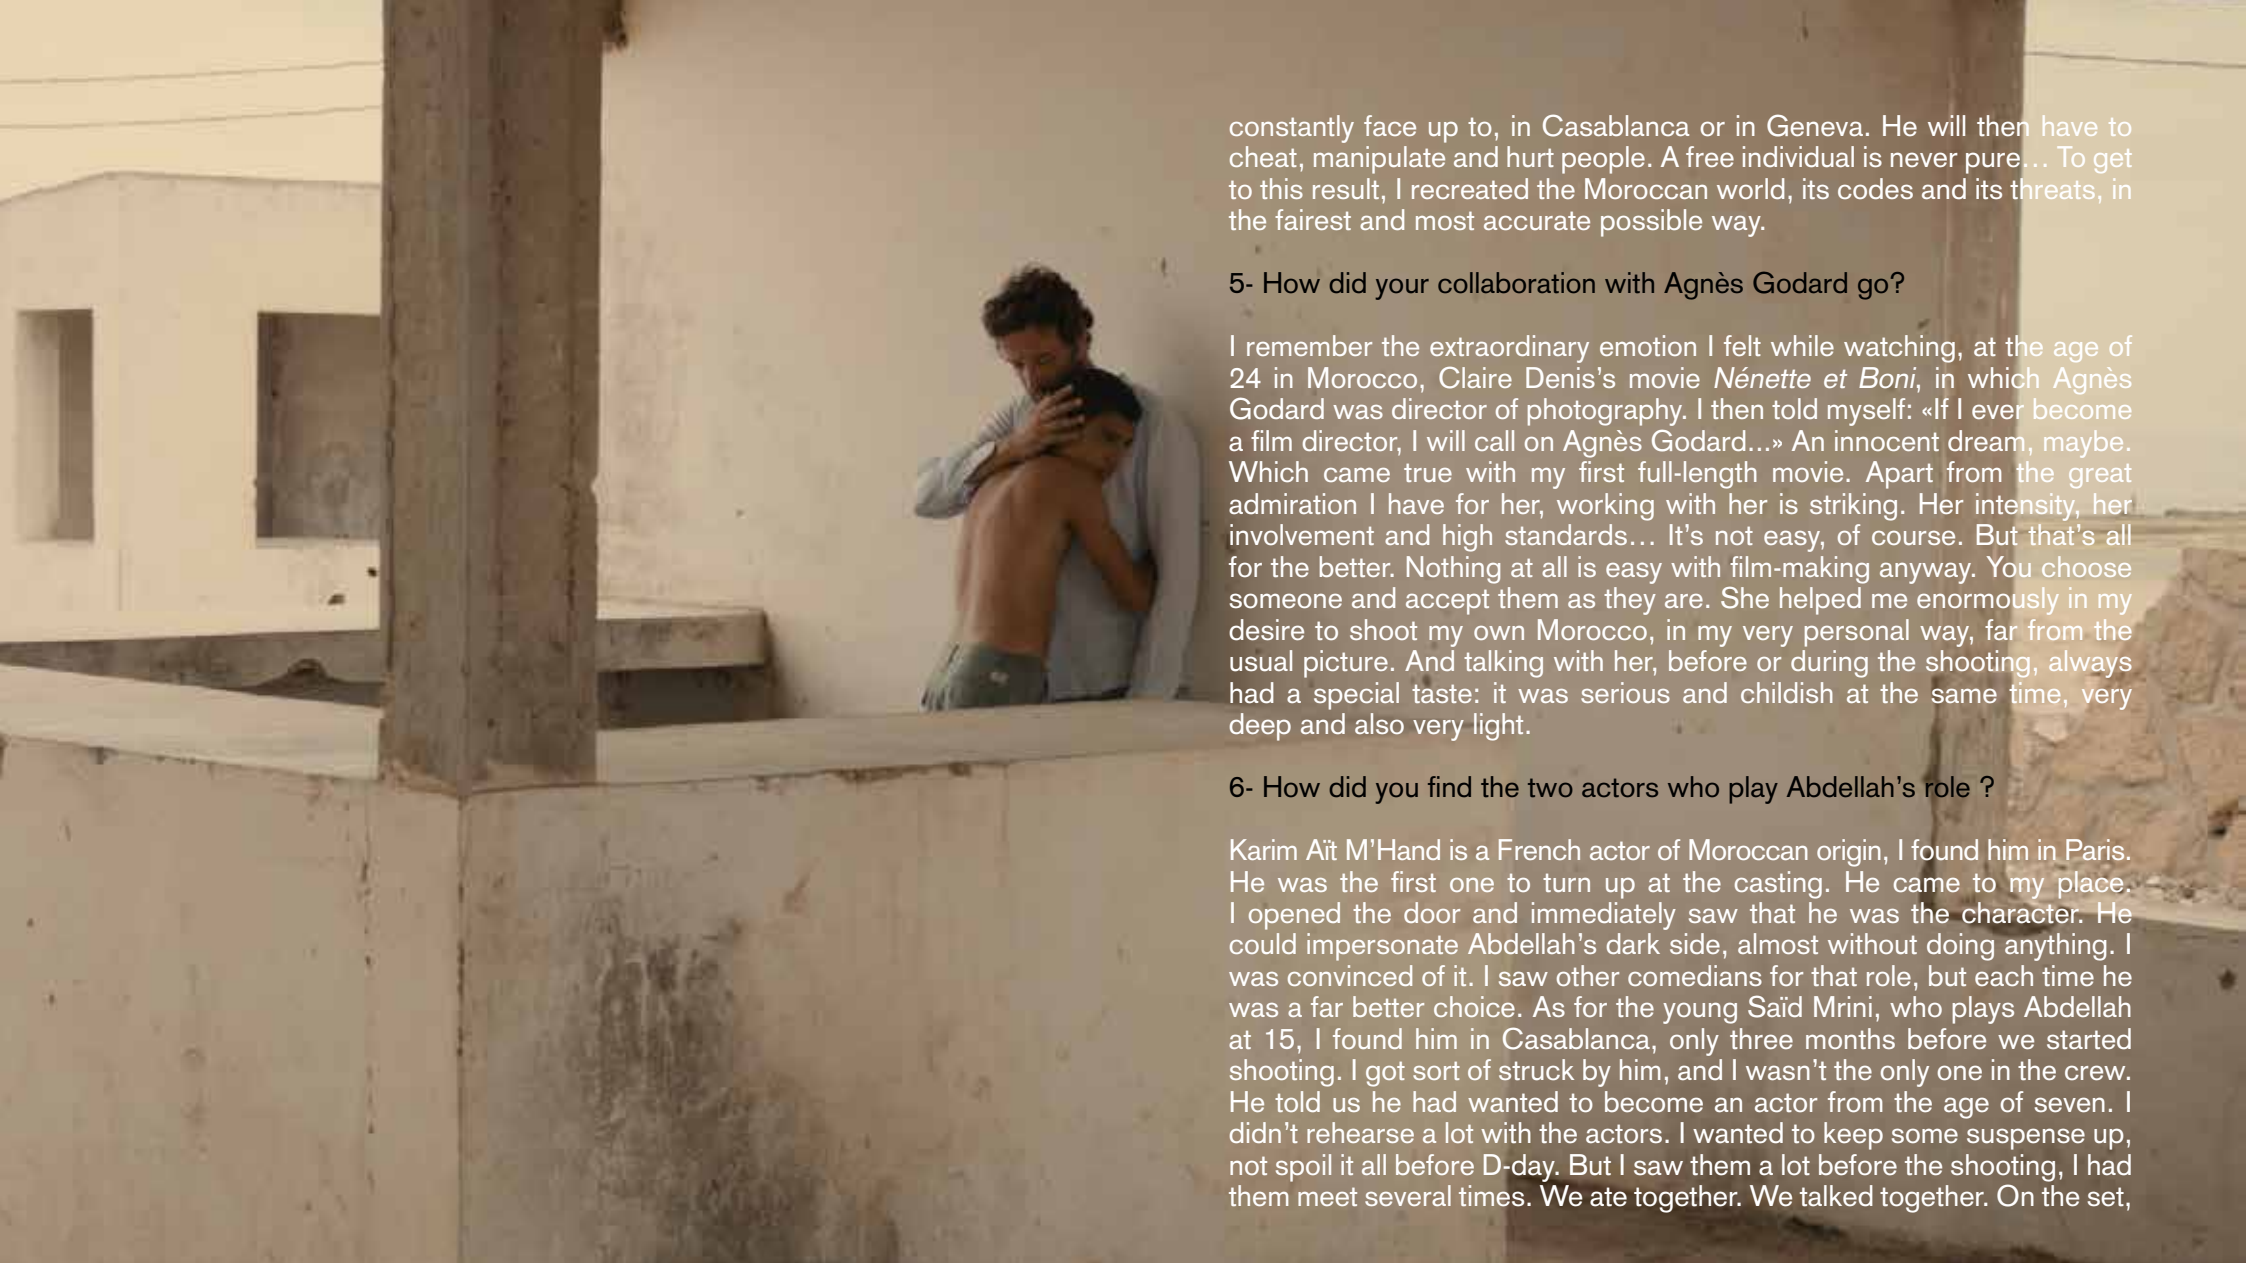 constantly face up to, in Casablanca or in Geneva. He will then have to
cheat, manipulate and hurt people. A free individual is never pure… To get
to this result, I recreated the Moroccan world, its codes and its threats, in
the fairest and most accurate possible way.
5- How did your collaboration with Agnès Godard go?
I remember the extraordinary emotion I felt while watching, at the age of
24 in Morocco, Claire Denis’s movie Nénette et Boni, in which Agnès
Godard was director of photography. I then told myself: «If I ever become
a film director, I will call on Agnès Godard...» An innocent dream, maybe.
Which came true with my first full-length movie. Apart from the great
admiration I have for her, working with her is striking. Her intensity, her
involvement and high standards… It’s not easy, of course. But that’s all
for the better. Nothing at all is easy with film-making anyway. You choose
someone and accept them as they are. She helped me enormously in my
desire to shoot my own Morocco, in my very personal way, far from the
usual picture. And talking with her, before or during the shooting, always
had a special taste: it was serious and childish at the same time, very
deep and also very light.
6- How did you find the two actors who play Abdellah’s role ?
Karim Aït M’Hand is a French actor of Moroccan origin, I found him in Paris.
He was the first one to turn up at the casting. He came to my place.
I opened the door and immediately saw that he was the character. He
could impersonate Abdellah’s dark side, almost without doing anything. I
was convinced of it. I saw other comedians for that role, but each time he
was a far better choice. As for the young Saïd Mrini, who plays Abdellah
at 15, I found him in Casablanca, only three months before we started
shooting. I got sort of struck by him, and I wasn’t the only one in the crew.
He told us he had wanted to become an actor from the age of seven. I
didn’t rehearse a lot with the actors. I wanted to keep some suspense up,
not spoil it all before D-day. But I saw them a lot before the shooting, I had
them meet several times. We ate together. We talked together. On the set,